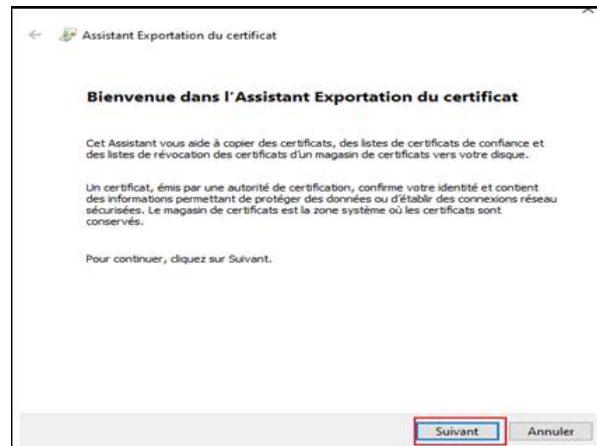 Assistant Exportation du certificat
Bienvenue dans l'Assistant Exportation du certificat
Cet Assistant vous aide à copier des certificats, des listes de certificats de confiance et
des listes de révocation des certificats d'un magasin de certificats vers votre disque.
Un certificat, émis par une autorité de certification, confirme votre identité et contient
des informations permettant de protéger des données ou d'établir des connexions réseau
sécurisées. Le magasin de certificats est la zone système où les certificats sont
conservés.
Pour continuer, cliquez sur Suivant.
Suivant
Annuler